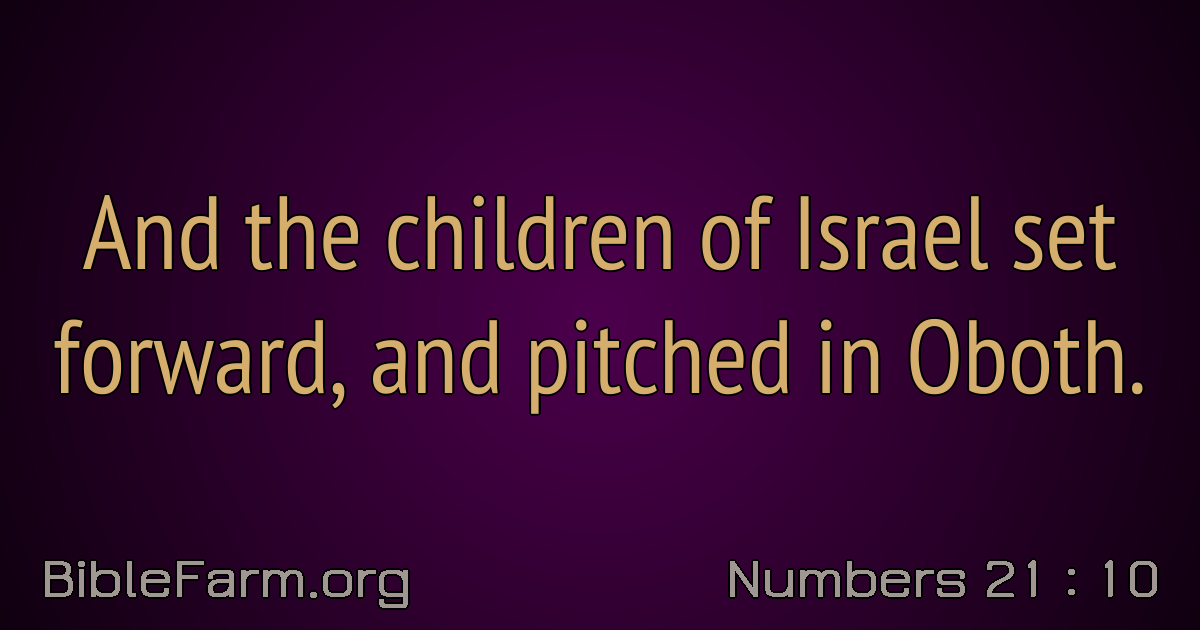 And the children of Israel set
forward, and pitched in Oboth.
BibleFarm.org
Numbers 21 : 10